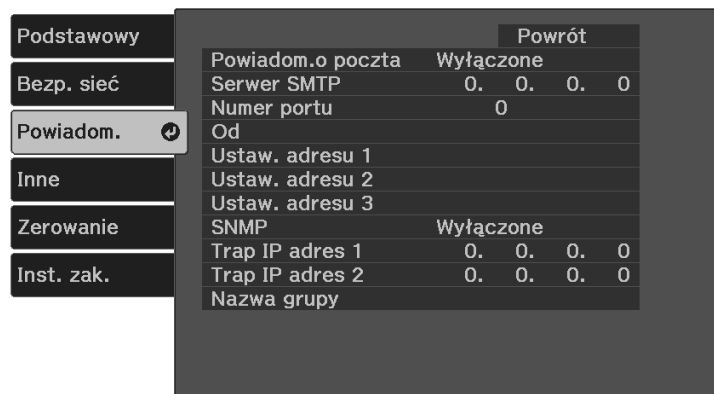 Podstawowy
Bezp. sieć
Powiadom.
Inne
Zerowanie
Inst. zak.
Powrót
Powiadom.o poczta Wyłączone
Serwer SMTP 0. 0. 0. 0
Numer portu 0
Od
Ustaw. adresu 1
Ustaw. adresu 2
Ustaw. adresu 3
SNMP Wyłączone
Trap IP adres 1 0. 0. 0. 0
Trap IP adres 2 0. 0. 0. 0
Nazwa grupy